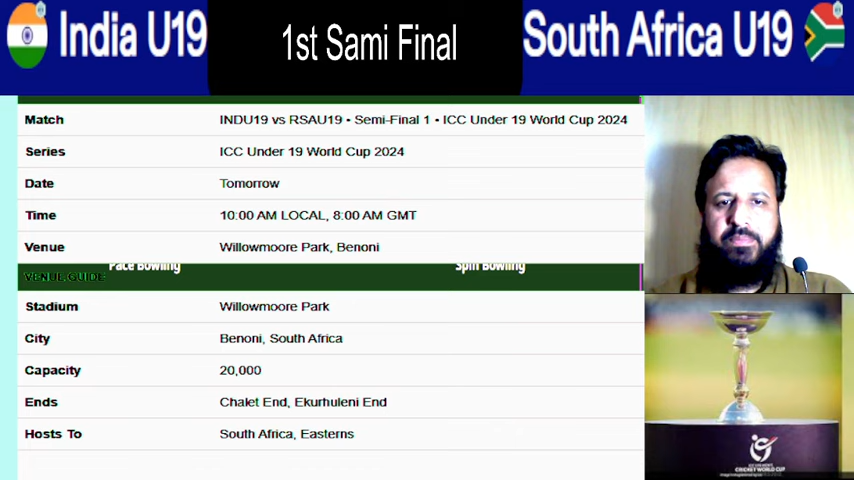 India U19
1st Sami Final
South Africa U19
Match INDU19 vs RSAU19 • Semi-Final 1 • ICC Under 19 World Cup 2024
Series ICC Under 19 World Cup 2024
Date Tomorrow
Time 10:00 AM LOCAL, 8:00 AM GMT
Venue Willowmoore Park, Benoni
Pace Bowling Spin Bowling
VENUE GUIDE
Stadium Willowmoore Park
City Benoni, South Africa
Capacity 20,000
Ends Chalet End, Ekurhuleni End
Hosts To South Africa, Easterns
CRICKET WORLD CUP